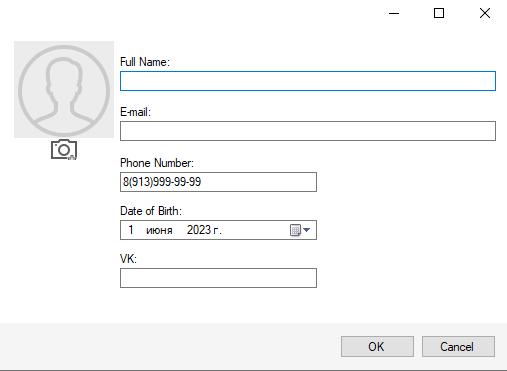 Full Name:
E-mail:
Phone Number:
8(913)999-99-99
Date of Birth:
1 июня 2023 г.
VK:
OK Cancel